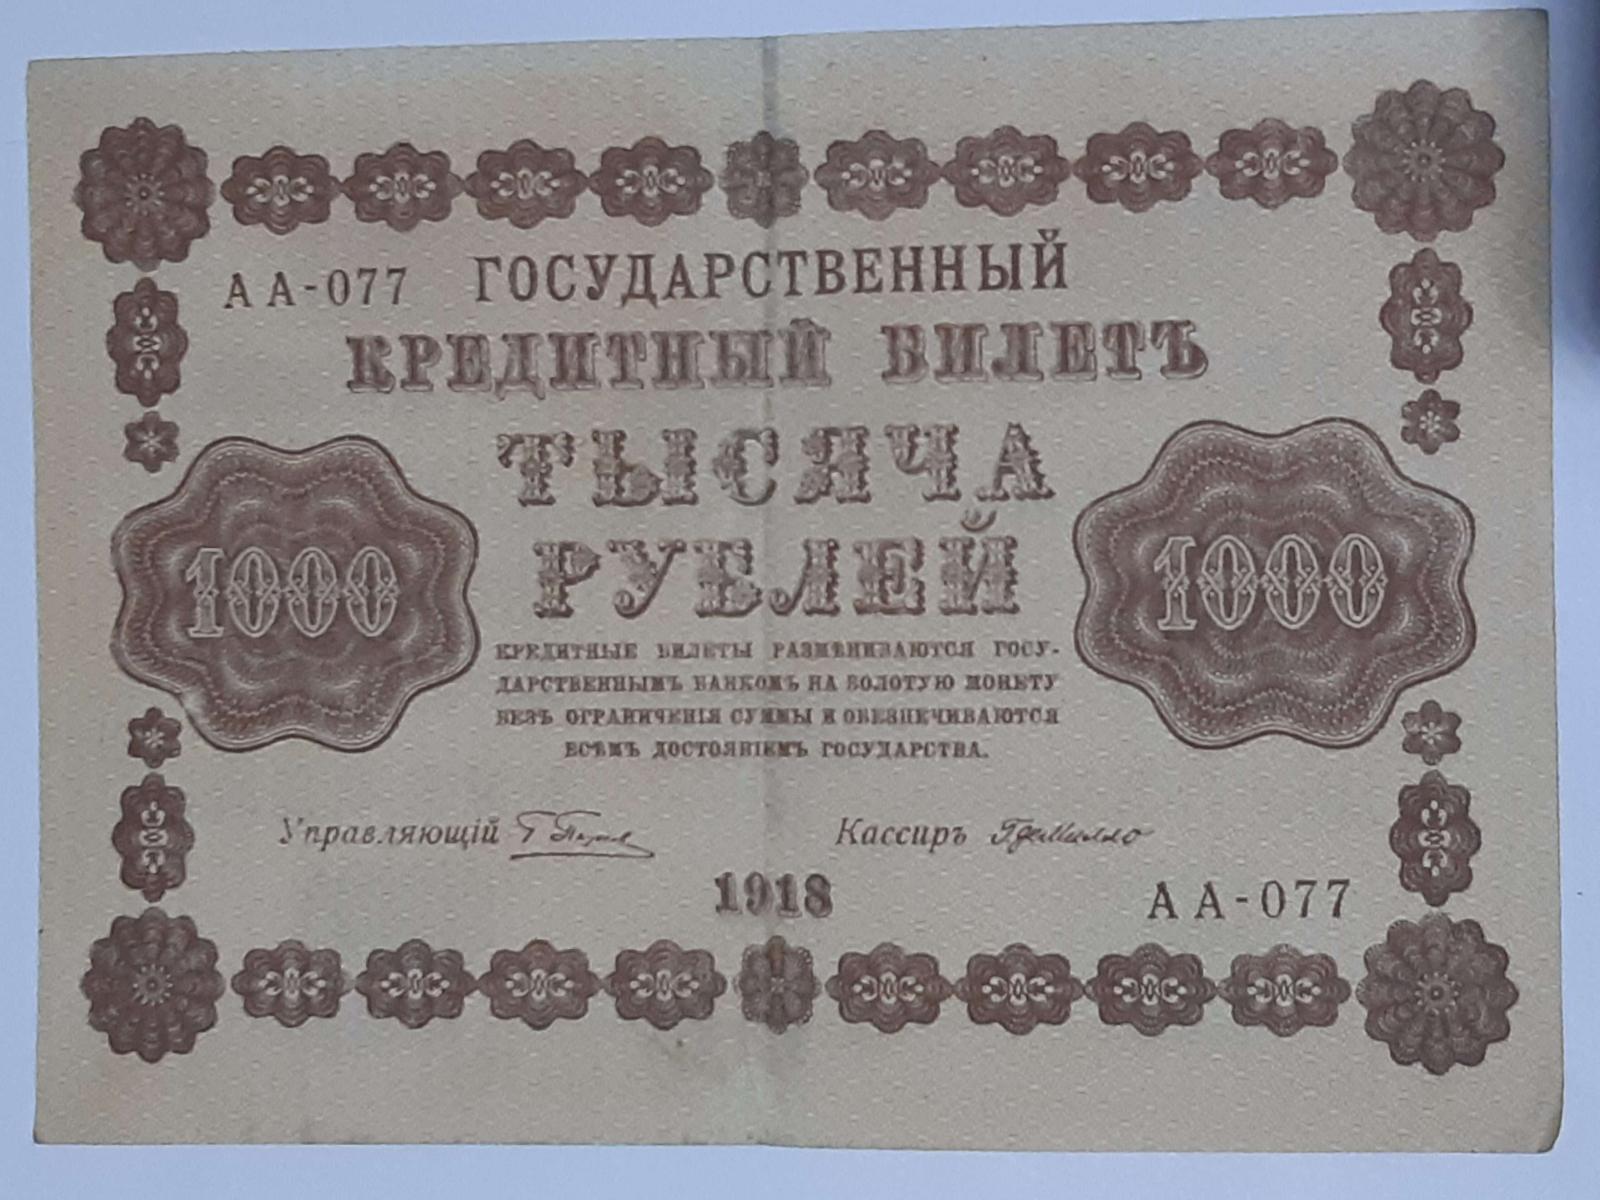 АА-077 ГОСУДАРСТВЕННЫЙ
КРЕДИТНЫЙ БИЛЕТЪ
ТЫСЯЧА
РУБЛЕЙ
1000
1000
КРЕДИТНЫЕ БИЛЕТЫ РАЗМѢНИВАЮТСЯ ГОСУ-
ДАРСТВЕННЫМЪ БАНКОМЪ НА ЗОЛОТУЮ МОНЕТУ
БЕЗЪ ОГРАНИЧЕНІЯ СУММЫ И ОБЕЗПЕЧИВАЮТСЯ
ВСѢМЪ ДОСТОЯНІЕМЪ ГОСУДАРСТВА.
Управляющій Кассиръ
1918
АА-077